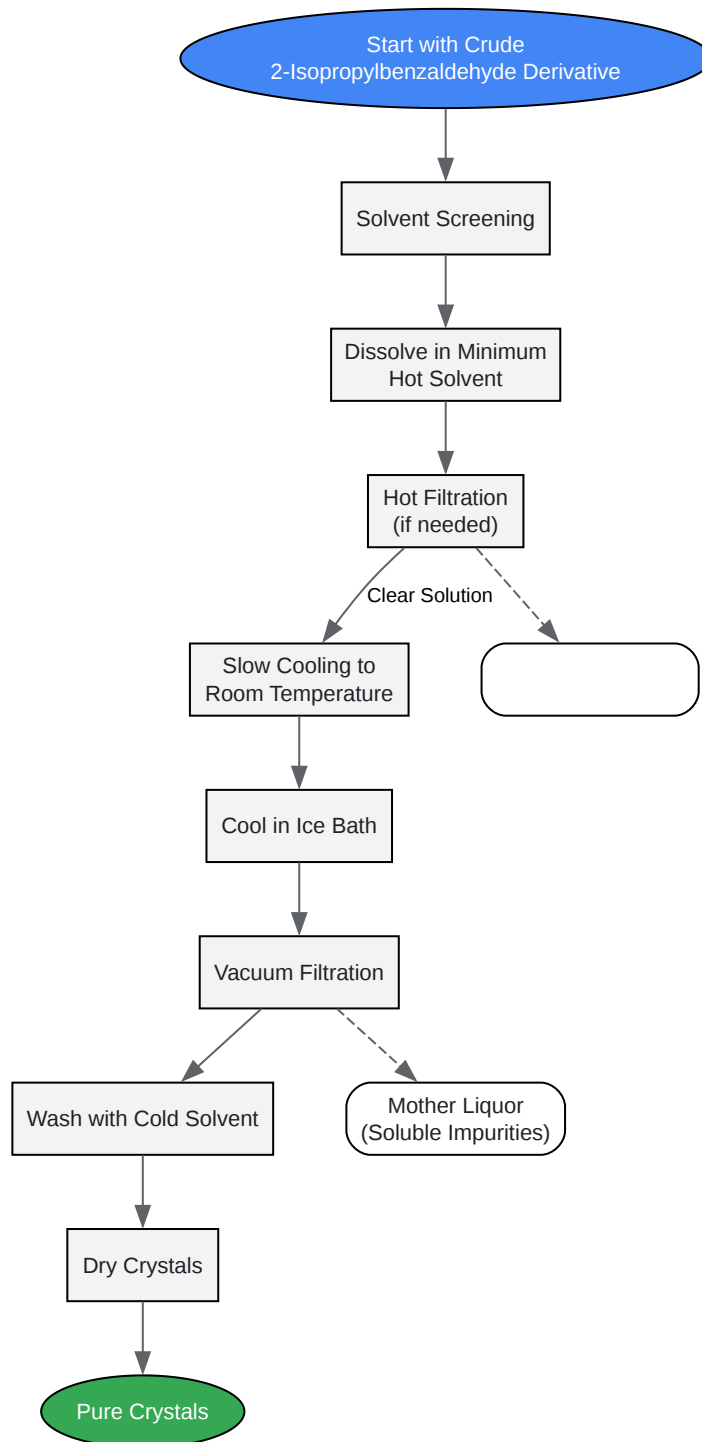 Start with Crude
2-Isopropylbenzaldehyde Derivative
Solvent Screening
Dissolve in Minimum
Hot Solvent
Hot Filtration
(if needed)
Clear Solution
Slow Cooling to
Room Temperature
Cool in Ice Bath
Vacuum Filtration
Wash with Cold Solvent
Mother Liquor
(Soluble Impurities)
Dry Crystals
Pure Crystals